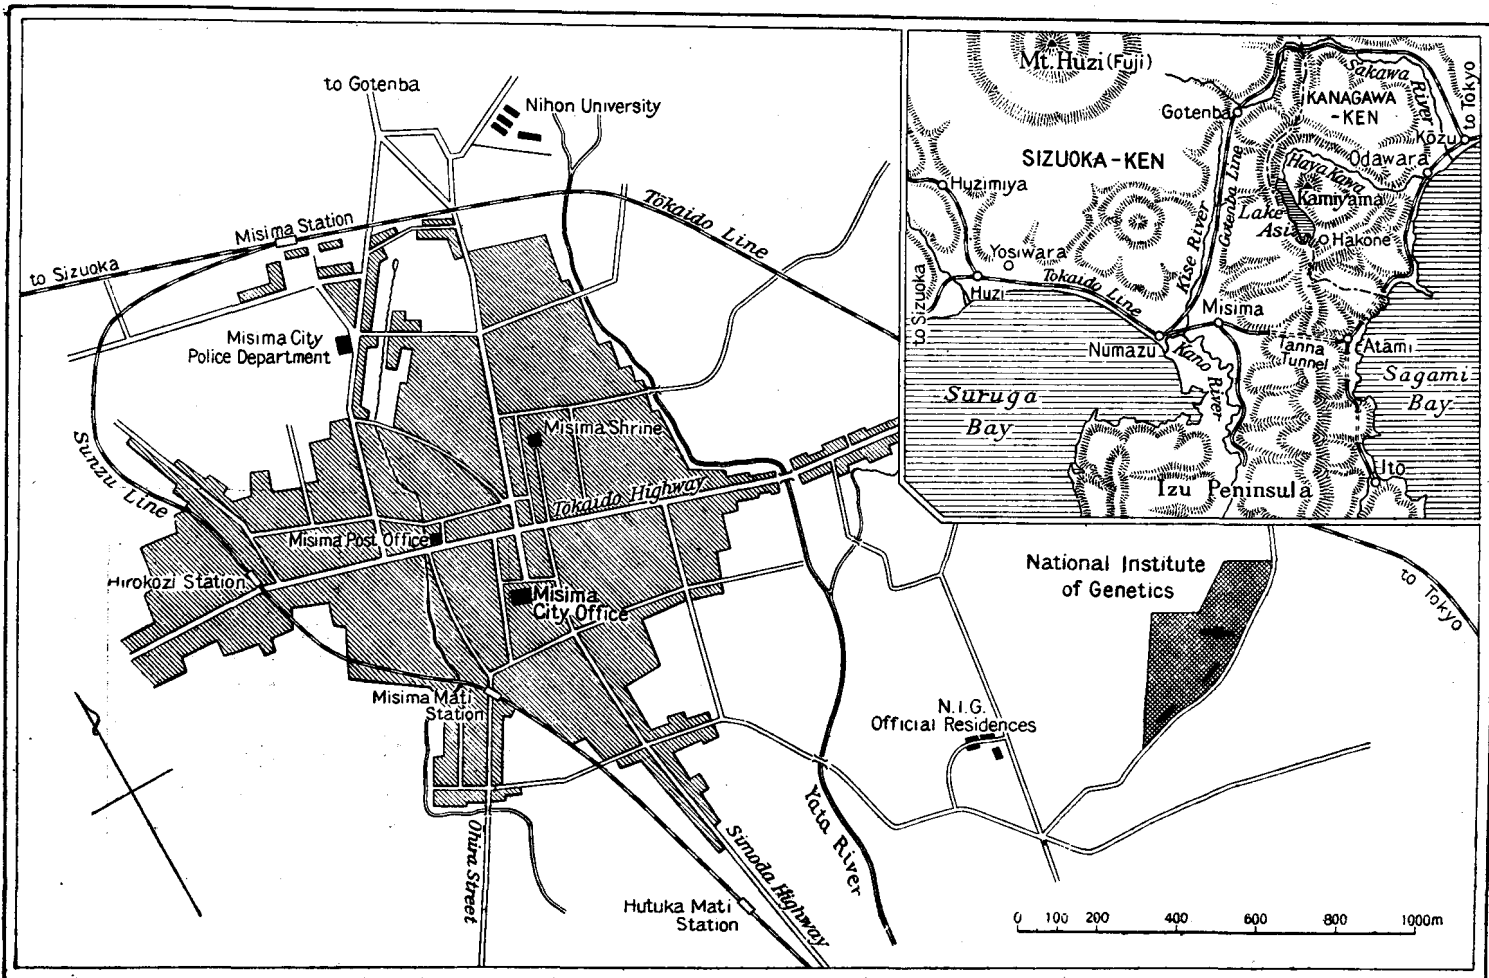 to Gotenba
Nihon University
Misima Station
Tōkaido Line
to Sizuoka
Misima City
Police Department
Sunzu Line
Misima Shrine
Tokaido Highway
Misima Post Office
Hirokozi Station
Misima
City Office
Misima Mati
Station
Ohira Street
Simoda Highway
Hutuka Mati
Station
Yata River
N.I.G.
Official Residences
National Institute
of Genetics
to Tokyo
0 100 200 400 600 800 1000m
Mt. Huzi (Fuji)
Sakawa River
to Tokyo
Gotenba
KANAGAWA
-KEN
Kōzu
Odawara
SIZUOKA-KEN
Huzimiya
Gotenba Line
Kise River
Hayakawa
Kamiyama
Lake
Asi
Hakone
Yosiwara
to Sizuoka
Huzi
Tokaido Line
Misima
Numazu
Kano River
Tanna
Tunnel
Atami
Sagami
Bay
Suruga
Bay
Ito
Izu Peninsula